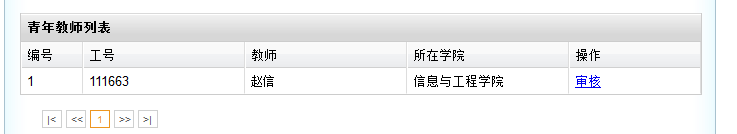 青年教师列表
编号 工号 教师 所在学院 操作
1 111663 赵信 信息与工程学院 审核
|< << 1 >> >|